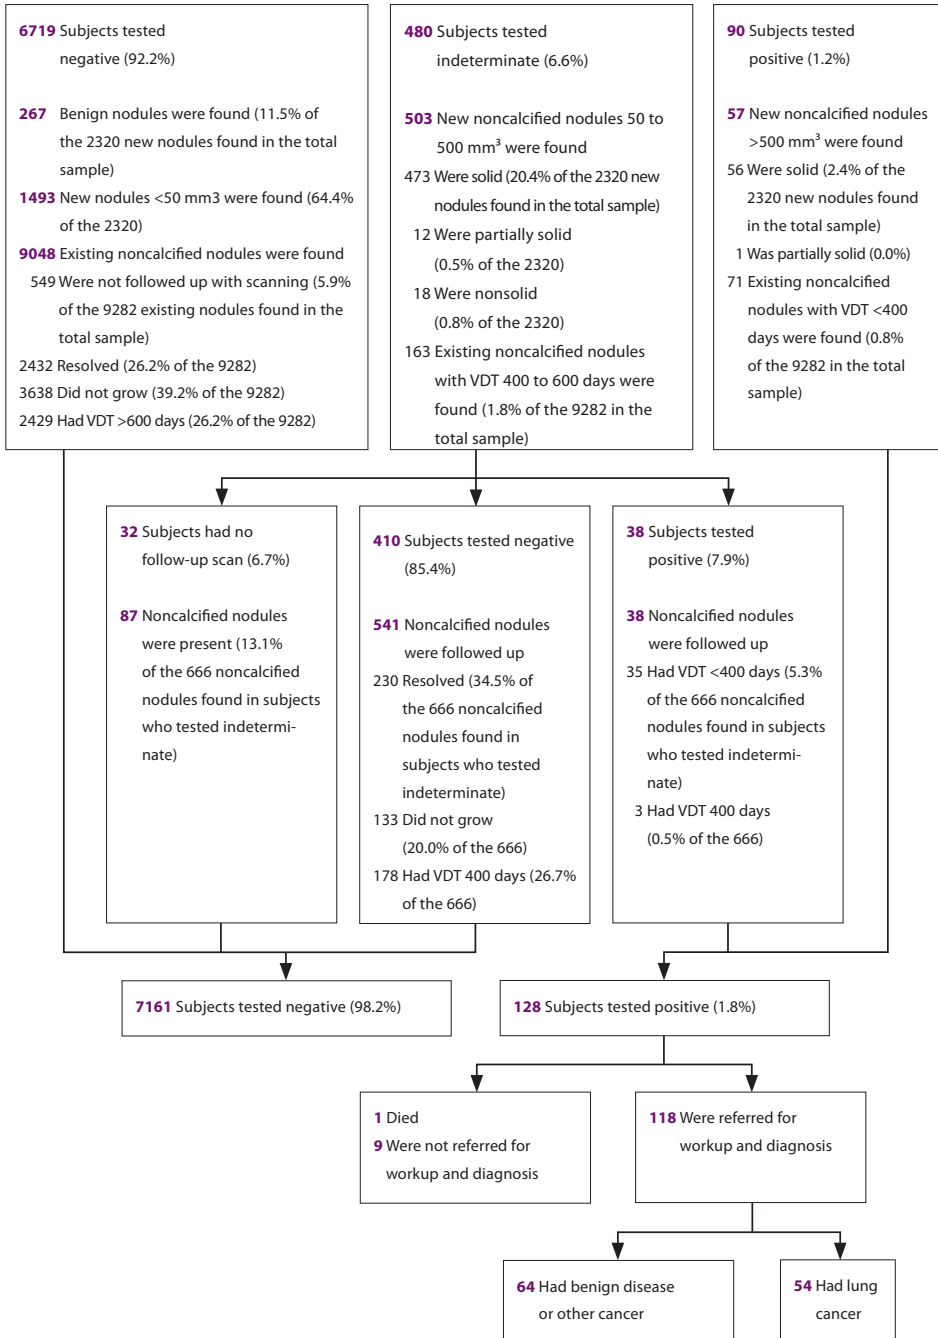 6719 Subjects tested
negative (92.2%)
267 Benign nodules were found (11.5% of
the 2320 new nodules found in the total
sample)
1493 New nodules <50 mm3 were found (64.4%
of the 2320)
9048 Existing noncalcified nodules were found
549 Were not followed up with scanning (5.9%
of the 9282 existing nodules found in the
total sample)
2432 Resolved (26.2% of the 9282)
3638 Did not grow (39.2% of the 9282)
2429 Had VDT >600 days (26.2% of the 9282)
480 Subjects tested
indeterminate (6.6%)
503 New noncalcified nodules 50 to
500 mm³ were found
473 Were solid (20.4% of the 2320 new
nodules found in the total sample)
12 Were partially solid
(0.5% of the 2320)
18 Were nonsolid
(0.8% of the 2320)
163 Existing noncalcified nodules
with VDT 400 to 600 days were
found (1.8% of the 9282 in the
total sample)
90 Subjects tested
positive (1.2%)
57 New noncalcified nodules
>500 mm³ were found
56 Were solid (2.4% of the
2320 new nodules found
in the total sample)
1 Was partially solid (0.0%)
71 Existing noncalcified
nodules with VDT <400
days were found (0.8%
of the 9282 in the total
sample)
32 Subjects had no
follow-up scan (6.7%)
87 Noncalcified nodules
were present (13.1%
of the 666 noncalcified
nodules found in subjects
who tested indetermi-
nate)
410 Subjects tested negative
(85.4%)
541 Noncalcified nodules
were followed up
230 Resolved (34.5% of
the 666 noncalcified
nodules found in
subjects who tested
indeterminate)
133 Did not grow
(20.0% of the 666)
178 Had VDT 400 days (26.7%
of the 666)
38 Subjects tested
positive (7.9%)
38 Noncalcified nodules
were followed up
35 Had VDT <400 days (5.3%
of the 666 noncalcified
nodules found in subjects
who tested indetermi-
nate)
3 Had VDT 400 days
(0.5% of the 666)
7161 Subjects tested negative (98.2%)
128 Subjects tested positive (1.8%)
1 Died
9 Were not referred for
workup and diagnosis
118 Were referred for
workup and diagnosis
64 Had benign disease
or other cancer
54 Had lung
cancer